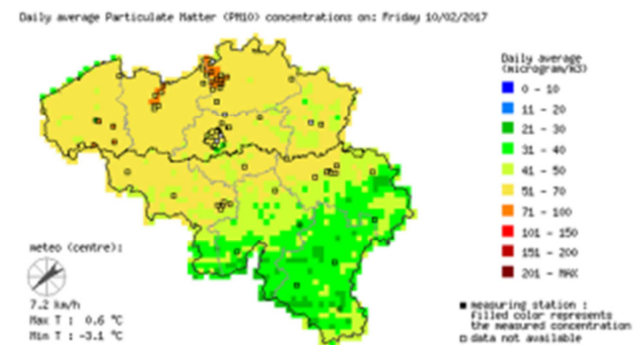 Daily average Particulate Matter (PM10) concentrations on: Friday 10/02/2017
Daily average
(microgram/m3)
0 - 10
11 - 20
21 - 30
31 - 40
41 - 50
51 - 70
71 - 100
101 - 150
151 - 200
201 - MAX
meteo (centre):
7.2 km/h
Max T : 0.6 °C
Min T : -3.1 °C
measuring station :
filled color represents
the measured concentration
data not available